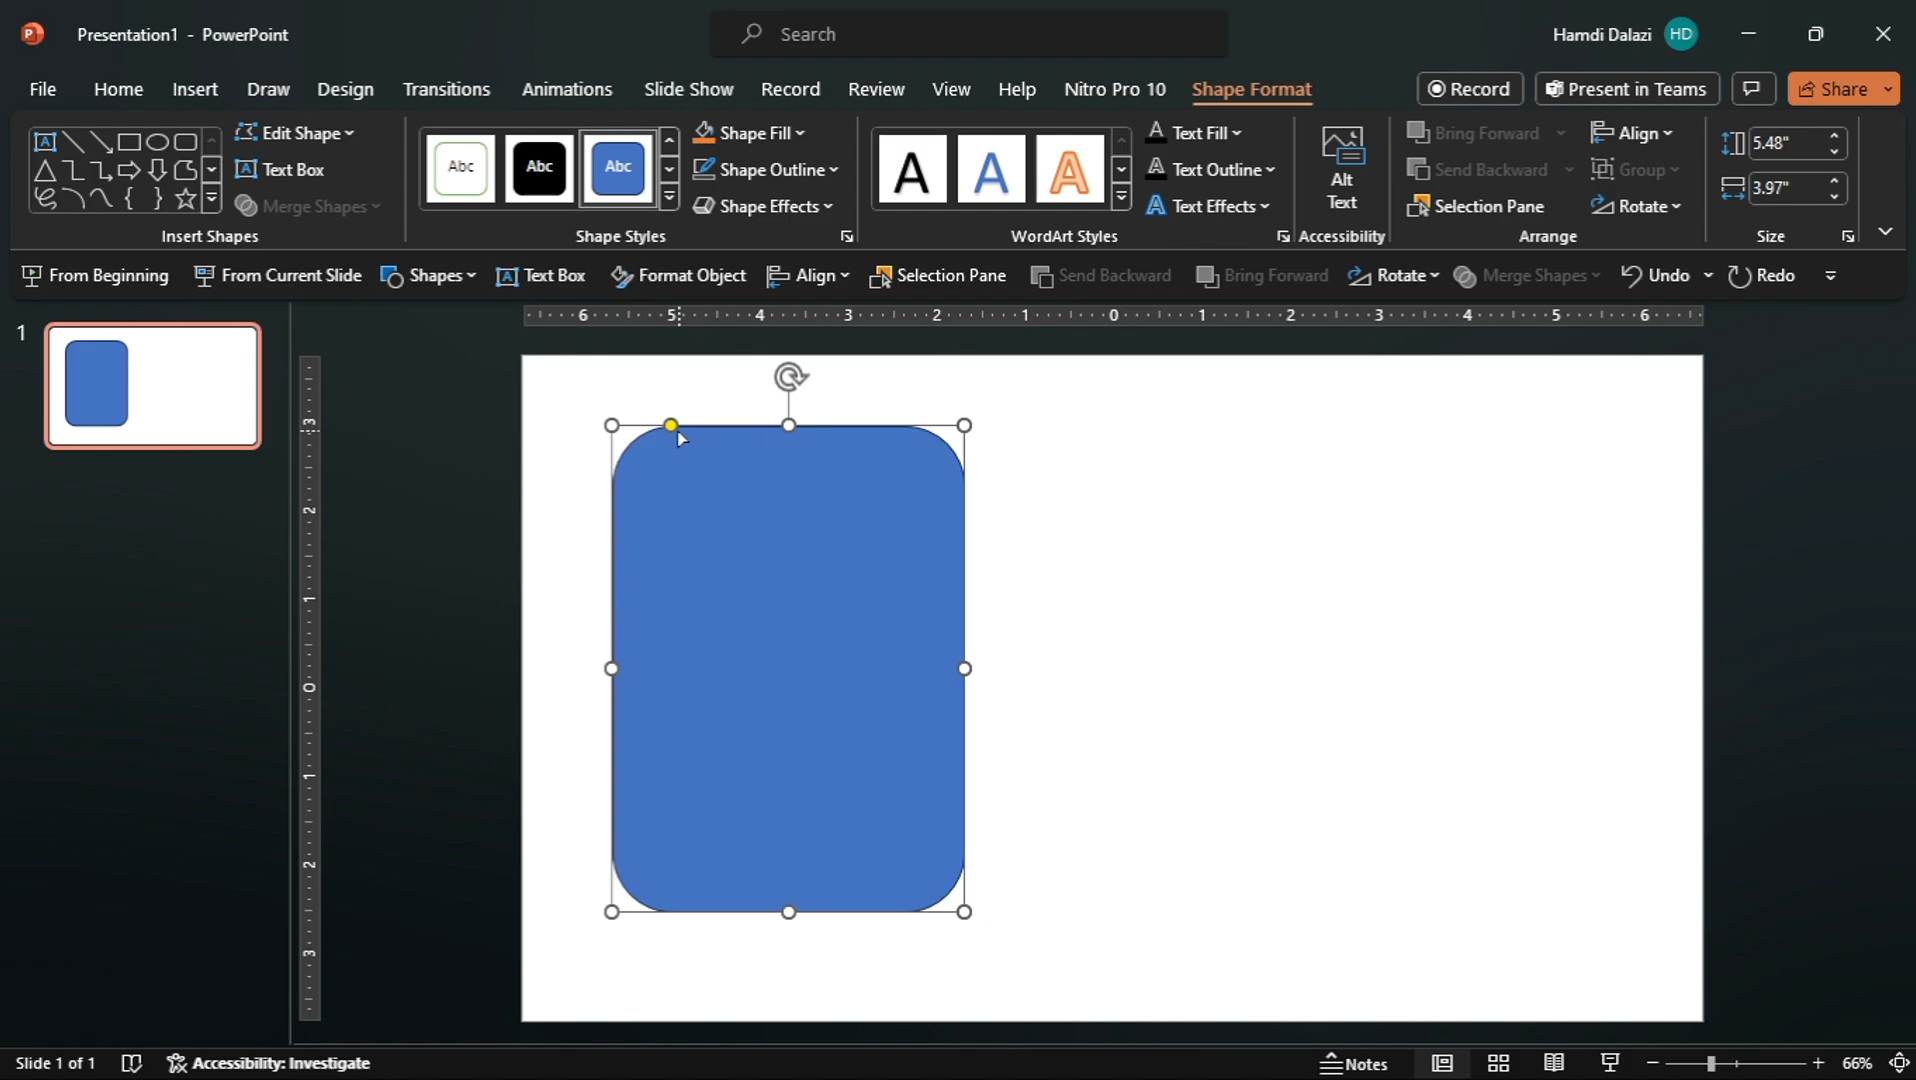 Presentation1 - PowerPoint
Search
Hamdi Dalazi HD
File Home Insert Draw Design Transitions Animations Slide Show Record Review View Help Nitro Pro 10 Shape Format
Record Present in Teams Share
Edit Shape
Text Box
Merge Shapes
Insert Shapes
Abc Abc Abc
Shape Fill
Shape Outline
Shape Effects
Shape Styles
A A A
Text Fill
Text Outline
Text Effects
WordArt Styles
Alt
Text
Accessibility
Bring Forward
Send Backward
Selection Pane
Align
Group
Rotate
Arrange
5.48"
3.97"
Size
From Beginning From Current Slide Shapes Text Box Format Object Align Selection Pane Send Backward Bring Forward Rotate Merge Shapes Undo Redo
6 5 4 3 2 1 0 1 2 3 4 5 6
1
3
2
1
0
1
2
3
Slide 1 of 1 Accessibility: Investigate Notes 66%